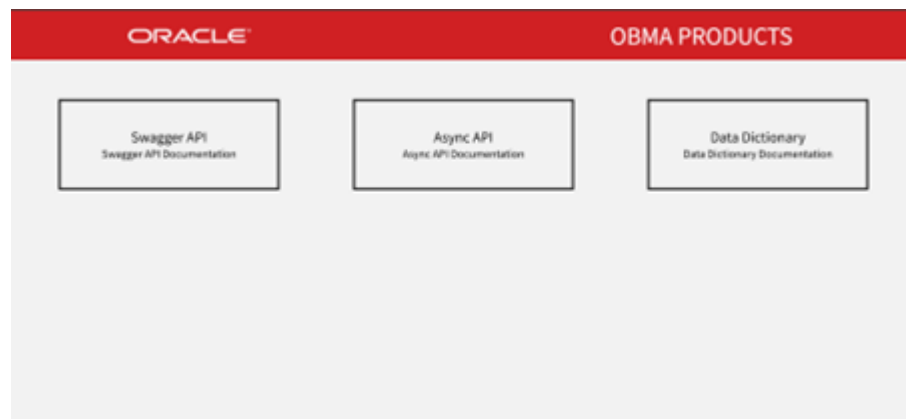 ORACLE
OBMA PRODUCTS
Swagger API
Swagger API Documentation
Async API
Async API Documentation
Data Dictionary
Data Dictionary Documentation